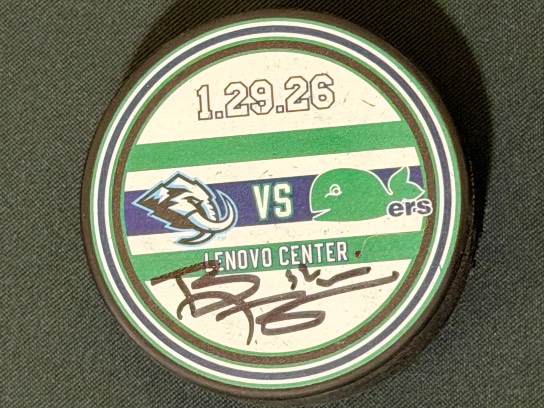 1.29.26
VS
ers
LENOVO CENTER